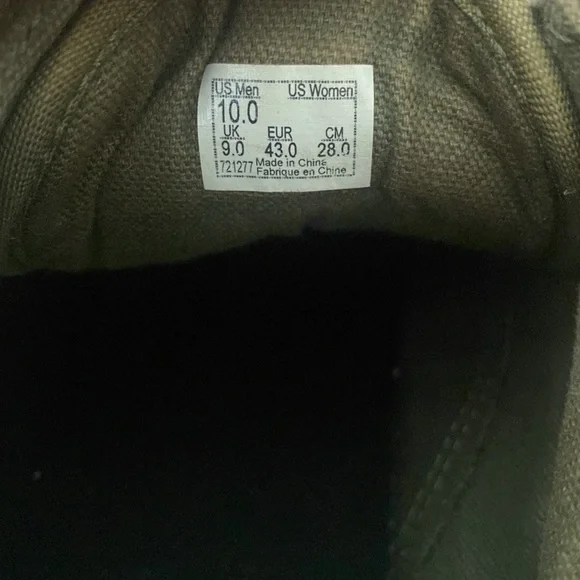 US Men US Women
10.0
UK EUR CM
9.0 43.0 28.0
721277 Made in China
Fabrique en Chine